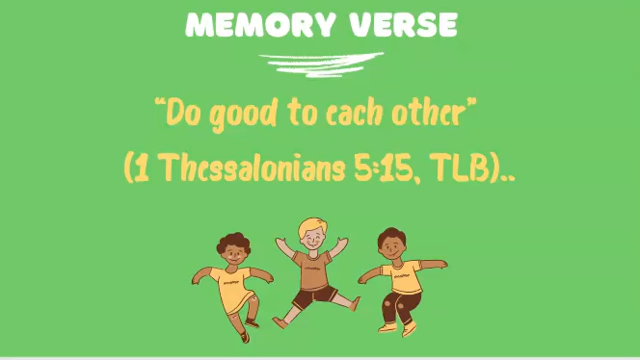 MEMORY VERSE
“Do good to each other”
(1 Thessalonians 5:15, TLB)..